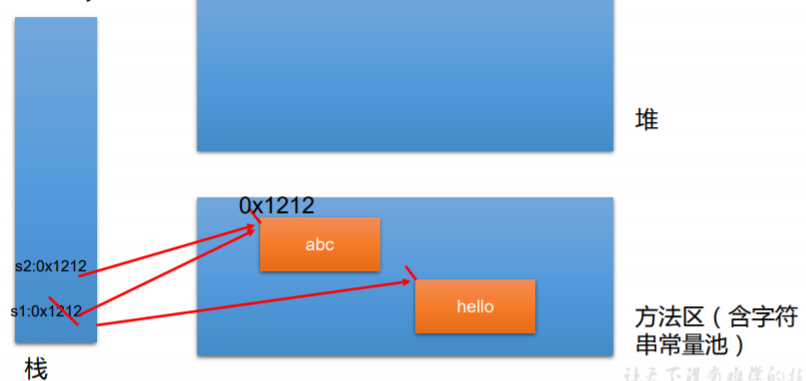 堆
0x1212
abc
s2:0x1212
s1:0x1212
hello
方法区(含字符
串常量池)
栈
让天下没有难学的技